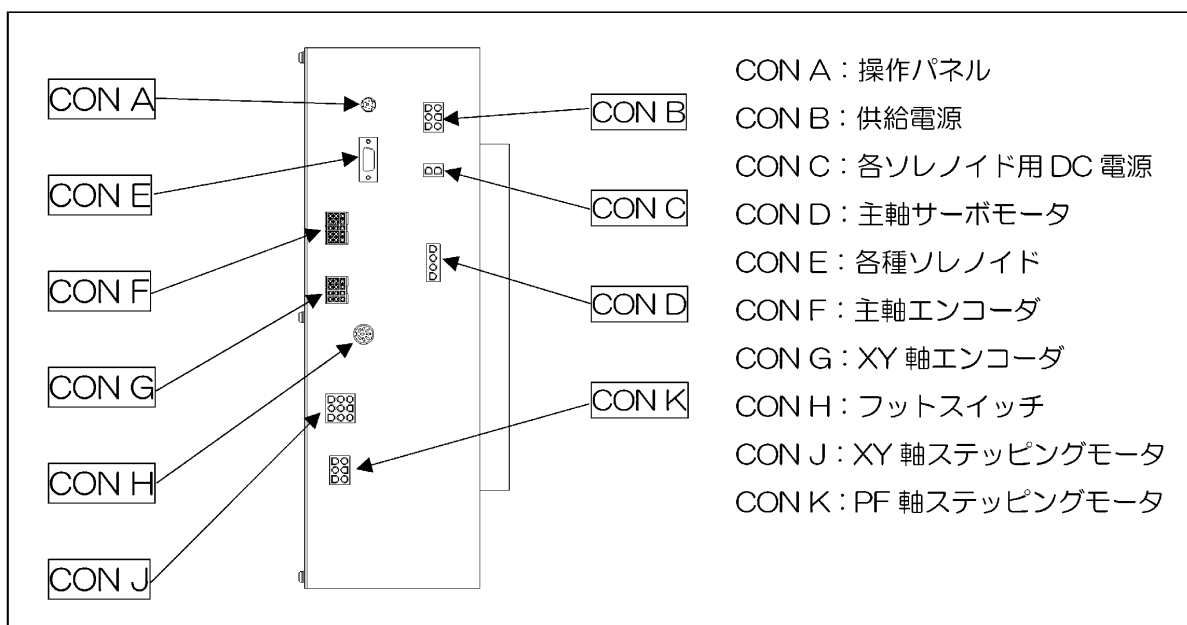 CON A
CON E
CON F
CON G
CON H
CON J
CON B
CON C
CON D
CON K
CON A：操作パネル
CON B：供給電源
CON C：各ソレノイド用 DC 電源
CON D：主軸サーボモータ
CON E：各種ソレノイド
CON F：主軸エンコーダ
CON G：XY 軸エンコーダ
CON H：フットスイッチ
CON J：XY 軸ステッピングモータ
CON K：PF 軸ステッピングモータ